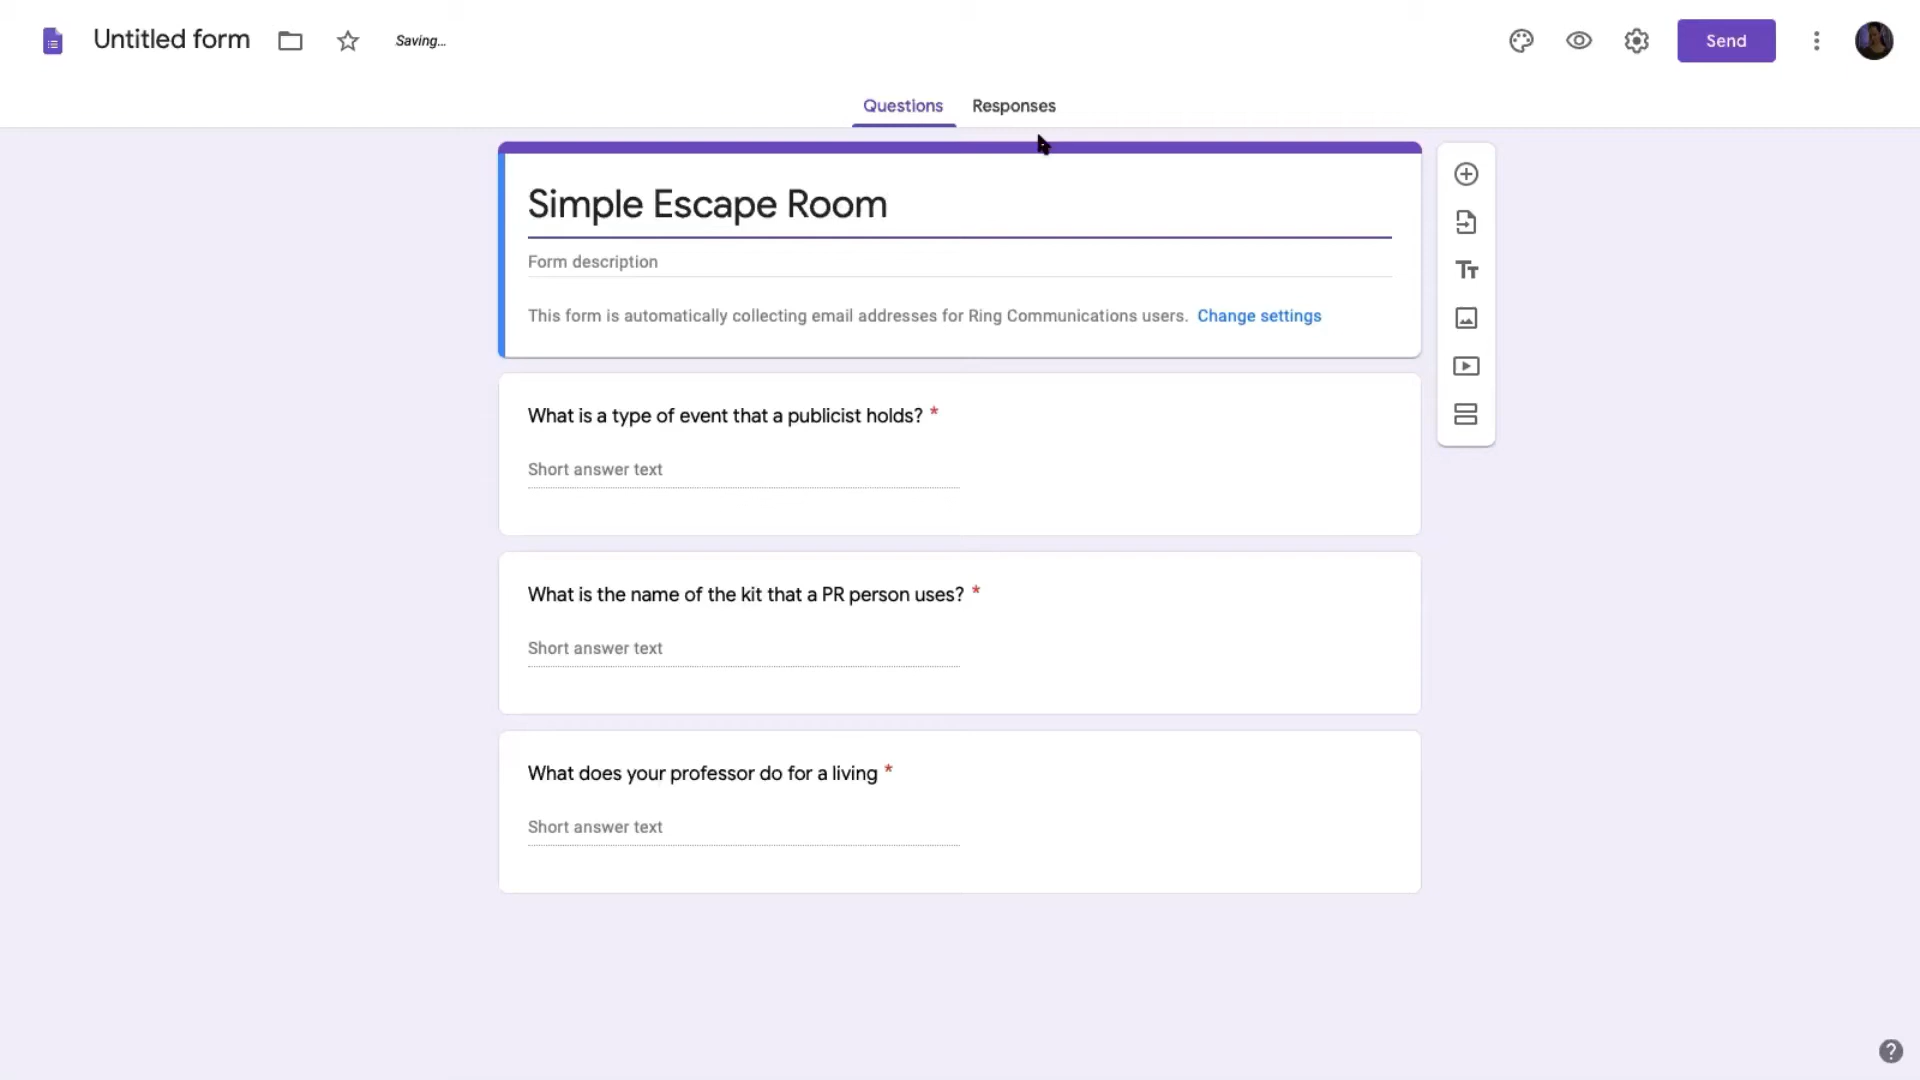 Untitled form
Saving...
Send
Questions
Responses
Simple Escape Room
Form description
This form is automatically collecting email addresses for Ring Communications users. Change settings
What is a type of event that a publicist holds? *
Short answer text
What is the name of the kit that a PR person uses? *
Short answer text
What does your professor do for a living *
Short answer text